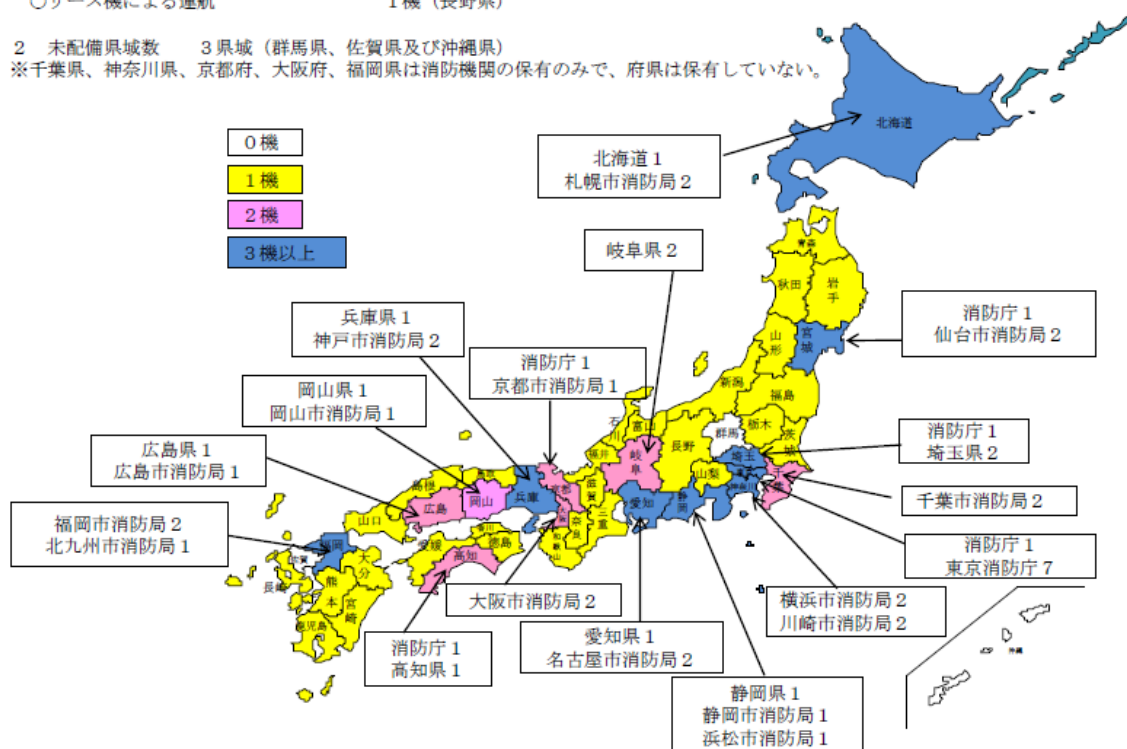 ○リース機による運航　　1機（長野県）
2　未配備県域数　　3県域（群馬県、佐賀県及び沖縄県）
※千葉県、神奈川県、京都府、大阪府、福岡県は消防機関の保有のみで、府県は保有していない。
0機
1機
2機
3機以上
北海道
北海道1
札幌市消防局2
岐阜県2
青森
秋田
岩手
兵庫県1
神戸市消防局2
消防庁1
仙台市消防局2
山形
宮城
消防庁1
京都市消防局1
岡山県1
岡山市消防局1
新潟
福島
石川
富山
群馬
栃木
茨城
長野
消防庁1
埼玉県2
広島県1
広島市消防局1
福井
岐阜
埼玉
山梨
千葉
神奈川
島根
岡山
兵庫
京都
滋賀
愛知
静岡
千葉市消防局2
広島
大阪
奈良
三重
和歌山
山口
香川
愛媛
徳島
高知
福岡市消防局2
北九州市消防局1
福岡
佐賀
大分
長崎
熊本
宮崎
鹿児島
消防庁1
東京消防庁7
大阪市消防局2
横浜市消防局2
川崎市消防局2
愛知県1
名古屋市消防局2
消防庁1
高知県1
沖縄
静岡県1
静岡市消防局1
浜松市消防局1